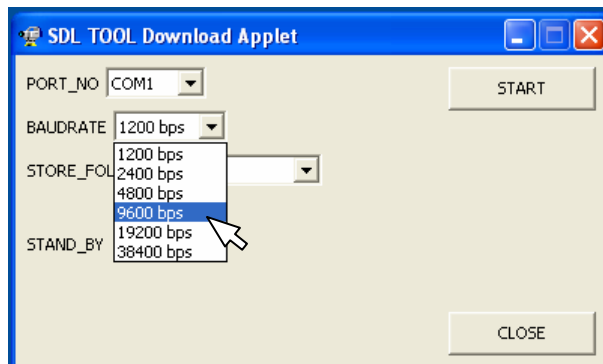 SDL TOOL Download Applet
PORT_NO COM1
START
BAUDRATE 1200 bps
1200 bps
2400 bps
4800 bps
9600 bps
19200 bps
38400 bps
STORE_FOL
STAND_BY
CLOSE